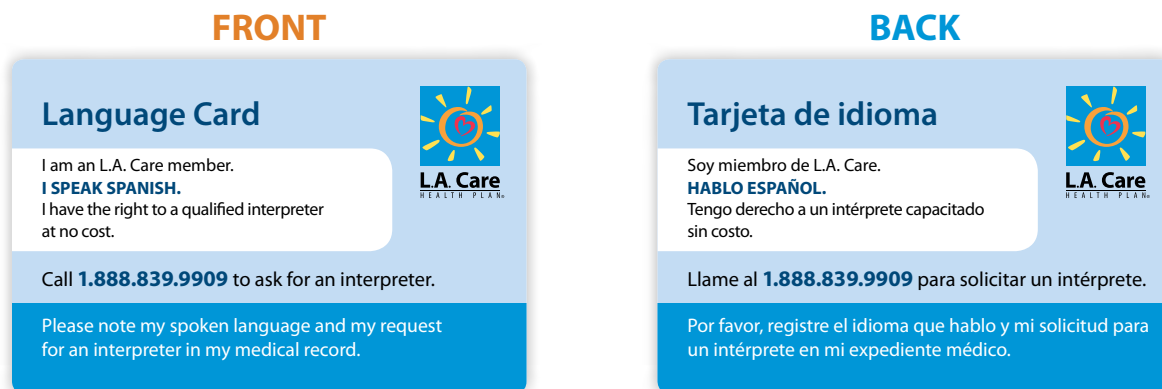 FRONT
Language Card
I am an L.A. Care member.
I SPEAK SPANISH.
I have the right to a qualified interpreter
at no cost.
L.A. Care
HEALTH PLAN®
Call 1.888.839.9909 to ask for an interpreter.
Please note my spoken language and my request
for an interpreter in my medical record.
BACK
Tarjeta de idioma
Soy miembro de L.A. Care.
HABLO ESPAÑOL.
Tengo derecho a un intérprete capacitado
sin costo.
L.A. Care
HEALTH PLAN®
Llame al 1.888.839.9909 para solicitar un intérprete.
Por favor, registre el idioma que hablo y mi solicitud para
un intérprete en mi expediente médico.